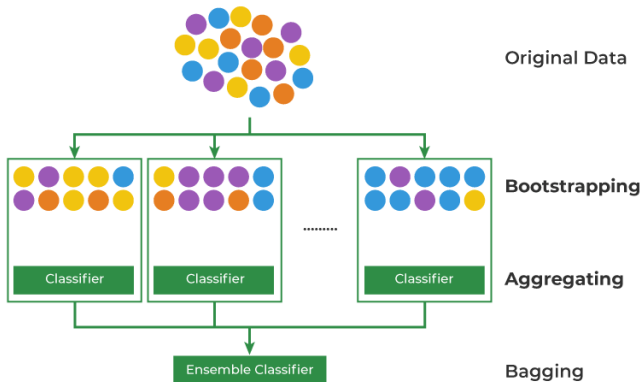 Original Data
Bootstrapping
.........
Classifier Classifier Classifier
Aggregating
Ensemble Classifier
Bagging